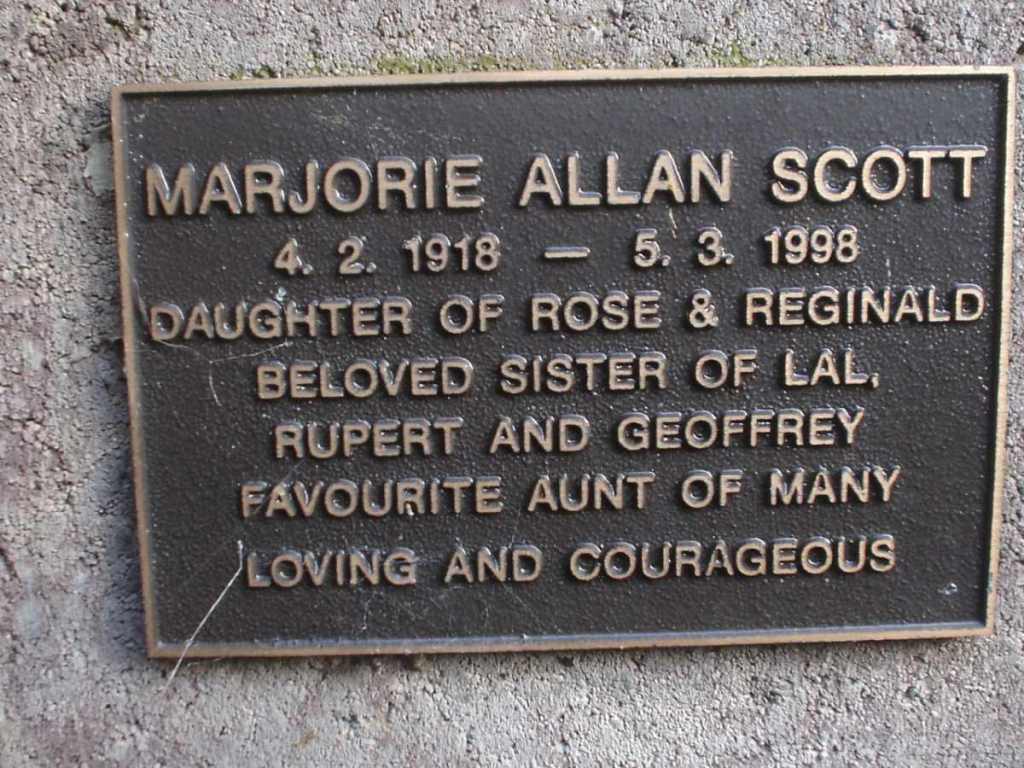 MARJORIE ALLAN SCOTT
4. 2. 1918 — 5. 3. 1998
DAUGHTER OF ROSE & REGINALD
BELOVED SISTER OF LAL,
RUPERT AND GEOFFREY
FAVOURITE AUNT OF MANY
LOVING AND COURAGEOUS